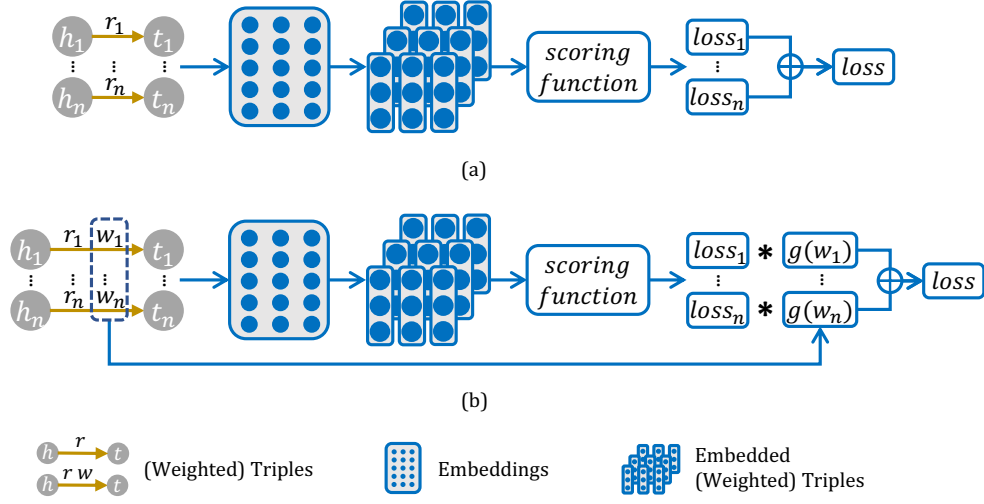 h₁ r₁ t₁
hₙ rₙ tₙ
scoring
function
loss₁
⋮
lossₙ
loss
(a)
h₁ r₁ w₁ t₁
hₙ rₙ wₙ tₙ
scoring
function
loss₁ * g(w₁)
⋮
lossₙ * g(wₙ)
loss
(b)
h r t
h r w t
(Weighted) Triples
Embeddings
Embedded
(Weighted) Triples